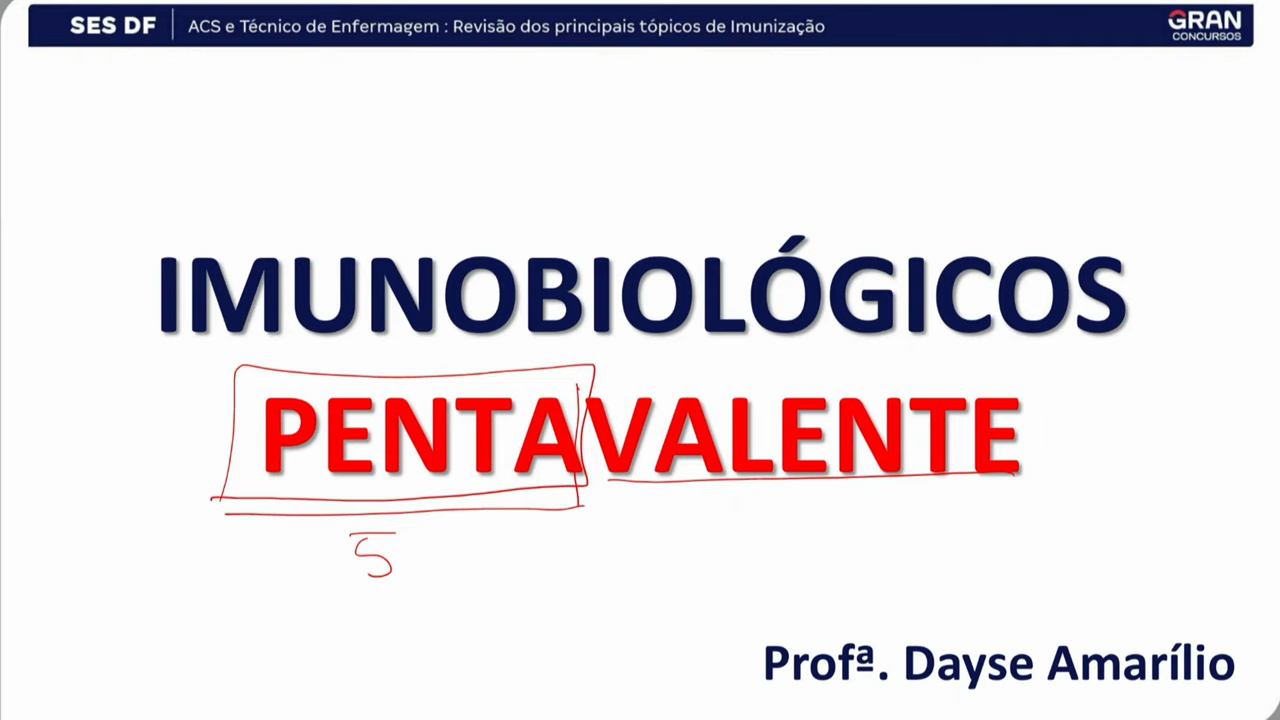 SES DF
ACS e Técnico de Enfermagem : Revisão dos principais tópicos de Imunização
GRAN
CONCURSOS
IMUNOBIOLÓGICOS
PENTAVALENTE
5
Profª. Dayse Amarílio